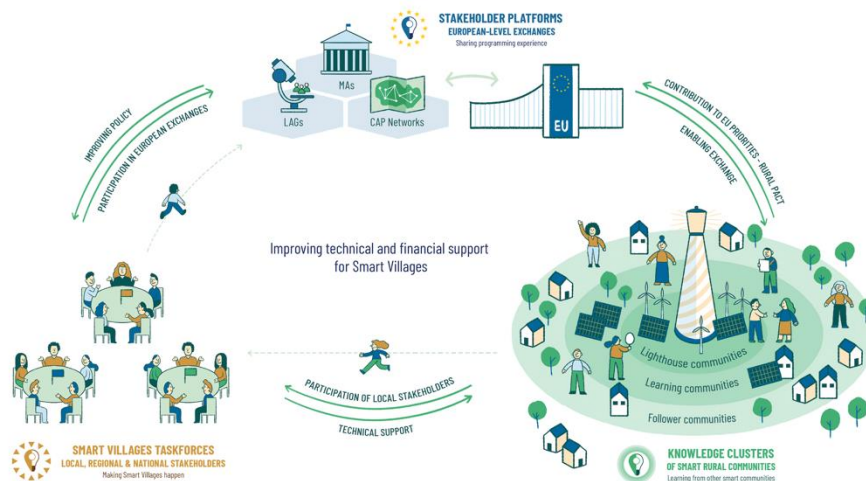 STAKEHOLDER PLATFORMS
EUROPEAN-LEVEL EXCHANGES
Sharing programming experience
MAs
LAGs
CAP Networks
EU
IMPROVING POLICY
PARTICIPATION IN EUROPEAN EXCHANGES
CONTRIBUTION TO EU PRIORITIES - RURAL PACT
ENABLING EXCHANGE
Improving technical and financial support
for Smart Villages
Lighthouse communities
Learning communities
Follower communities
PARTICIPATION OF LOCAL STAKEHOLDERS
TECHNICAL SUPPORT
SMART VILLAGES TASKFORCES
LOCAL, REGIONAL & NATIONAL STAKEHOLDERS
Making Smart Villages happen
KNOWLEDGE CLUSTERS
OF SMART RURAL COMMUNITIES
Learning from other smart communities